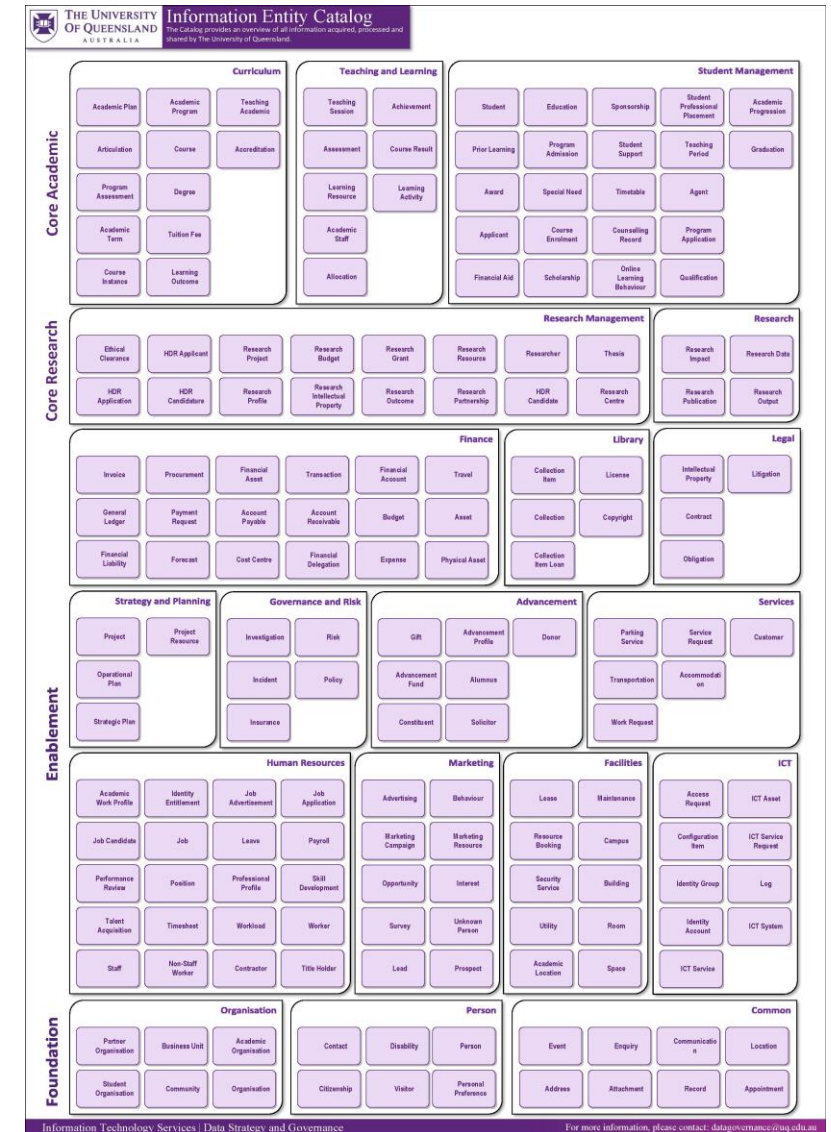 THE UNIVERSITY
OF QUEENSLAND
AUSTRALIA
Information Entity Catalog
The Catalog provides an overview of all information acquired, processed and
shared by The University of Queensland.
Core Academic
Curriculum
Academic Plan
Academic
Program
Teaching
Academic
Articulation
Course
Accreditation
Program
Assessment
Degree
Academic
Term
Tuition Fee
Course
Instance
Learning
Outcome
Teaching and Learning
Teaching
Session
Achievement
Assessment
Course Result
Learning
Resource
Learning
Activity
Academic
Staff
Allocation
Student Management
Student
Education
Sponsorship
Student
Professional
Placement
Academic
Progression
Prior Learning
Program
Admission
Student
Support
Teaching
Period
Graduation
Award
Special Need
Timetable
Agent
Applicant
Course
Enrolment
Counselling
Record
Program
Application
Financial Aid
Scholarship
Online
Learning
Behaviour
Qualification
Core Research
Research Management
Ethical
Clearance
HDR Applicant
Research
Project
Research
Budget
Research
Grant
Research
Resource
Researcher
Thesis
HDR
Application
HDR
Candidature
Research
Profile
Research
Intellectual
Property
Research
Outcome
Research
Partnership
HDR
Candidate
Research
Centre
Research
Research
Impact
Research Data
Research
Publication
Research
Output
Enablement
Finance
Invoice
Procurement
Financial
Asset
Transaction
Financial
Account
Travel
General
Ledger
Payment
Request
Account
Payable
Account
Receivable
Budget
Asset
Financial
Liability
Forecast
Cost Centre
Financial
Delegation
Expense
Physical Asset
Library
Collection
Item
License
Collection
Copyright
Collection
Item Loan
Legal
Intellectual
Property
Litigation
Contract
Obligation
Strategy and Planning
Project
Project
Resource
Operational
Plan
Strategic Plan
Governance and Risk
Investigation
Risk
Incident
Policy
Insurance
Advancement
Gift
Advancement
Profile
Donor
Advancement
Fund
Alumnus
Constituent
Solicitor
Services
Parking
Service
Service
Request
Customer
Transportation
Accommodati
on
Work Request
Human Resources
Academic
Work Profile
Identity
Entitlement
Job
Advertisement
Job
Application
Job Candidate
Job
Leave
Payroll
Performance
Review
Position
Professional
Profile
Skill
Development
Talent
Acquisition
Timesheet
Workload
Worker
Staff
Non-Staff
Worker
Contractor
Title Holder
Marketing
Advertising
Behaviour
Marketing
Campaign
Marketing
Resource
Opportunity
Interest
Survey
Unknown
Person
Lead
Prospect
Facilities
Lease
Maintenance
Resource
Booking
Campus
Security
Service
Building
Utility
Room
Academic
Location
Space
ICT
Access
Request
ICT Asset
Configuration
Item
ICT Service
Request
Identity Group
Log
Identity
Account
ICT System
ICT Service
Foundation
Organisation
Partner
Organisation
Business Unit
Academic
Organisation
Student
Organisation
Community
Organisation
Person
Contact
Disability
Person
Citizenship
Visitor
Personal
Preference
Common
Event
Enquiry
Communicatio
n
Location
Address
Attachment
Record
Appointment
Information Technology Services | Data Strategy and Governance
For more information, please contact: datagovernance@uq.edu.au